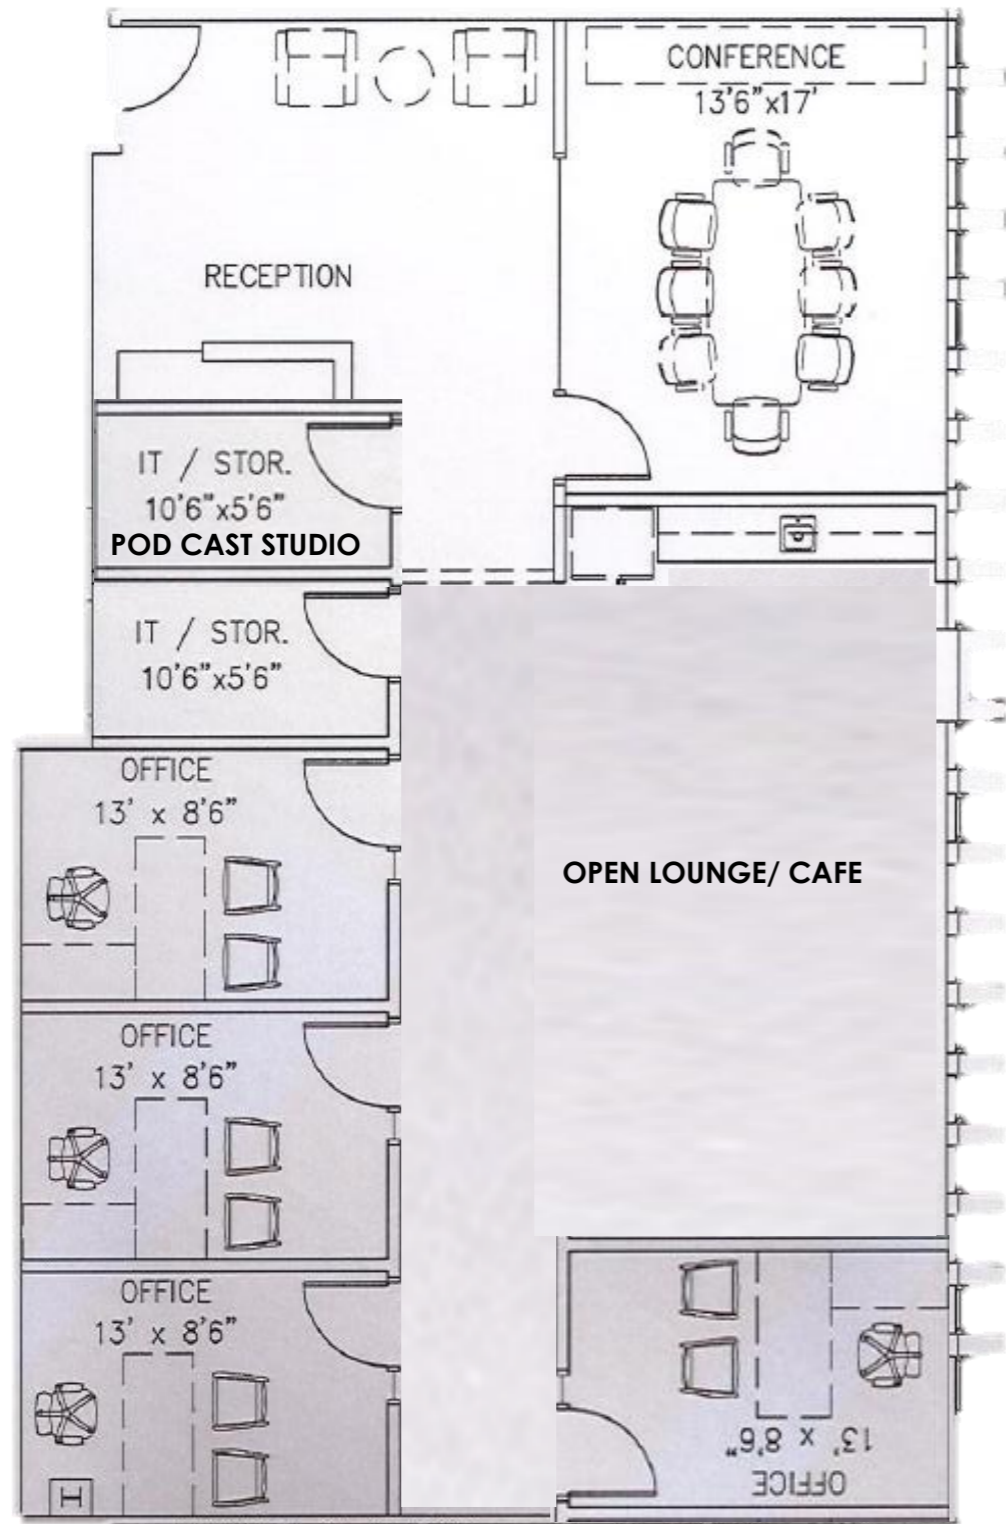 CONFERENCE
13'6"x17'
RECEPTION
IT / STOR.
10'6"x5'6"
POD CAST STUDIO
IT / STOR.
10'6"x5'6"
OFFICE
13' x 8'6"
OPEN LOUNGE/ CAFE
OFFICE
13' x 8'6"
OFFICE
13' x 8'6"
H
OFFICE
13' x 8'6"